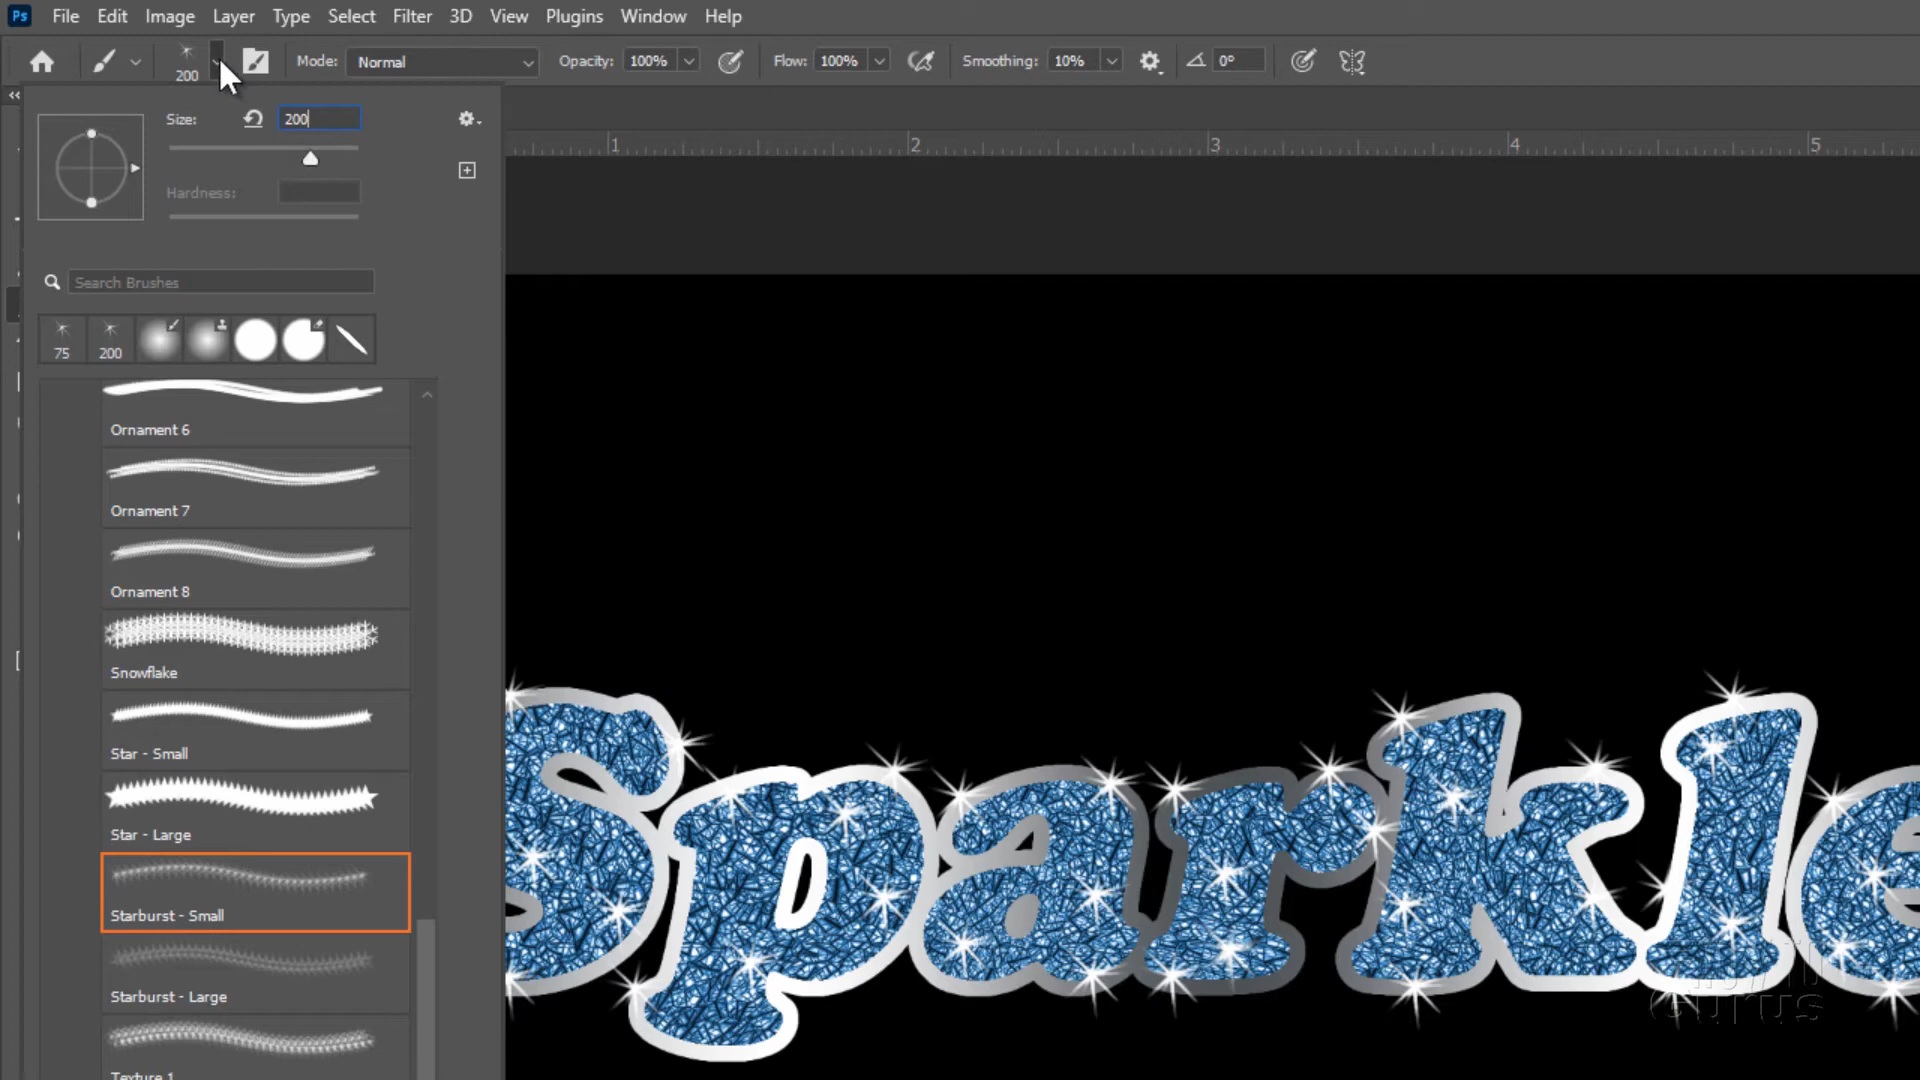 Ps File Edit Image Layer Type Select Filter 3D View Plugins Window Help
200 Mode: Normal Opacity: 100% Flow: 100% Smoothing: 10% 0°
Size: 200
1 2 3 4 5
Hardness:
Search Brushes
75 200
Ornament 6
Ornament 7
Ornament 8
Snowflake
Star - Small
Star - Large
Starburst - Small
Starburst - Large
Texture 1
Sparkle
HOWTO
GURUS